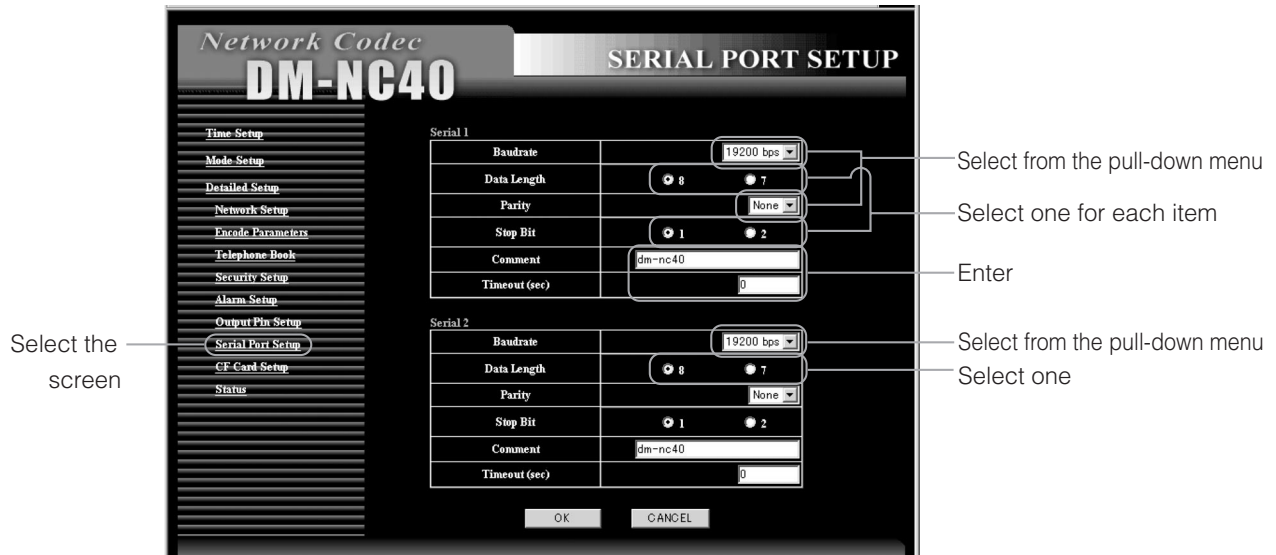 Network Codec
DM-NC40
SERIAL PORT SETUP
Time Setup
Mode Setup
Detailed Setup
Network Setup
Encode Parameters
Telephone Book
Security Setup
Alarm Setup
Output Pin Setup
Serial Port Setup
CF Card Setup
Status
Select the
screen
Serial 1
Baudrate 19200 bps
Data Length 8 7
Parity None
Stop Bit 1 2
Comment dm-nc40
Timeout (sec) 0
Serial 2
Baudrate 19200 bps
Data Length 8 7
Parity None
Stop Bit 1 2
Comment dm-nc40
Timeout (sec) 0
OK CANCEL
Select from the pull-down menu
Select one for each item
Enter
Select from the pull-down menu
Select one